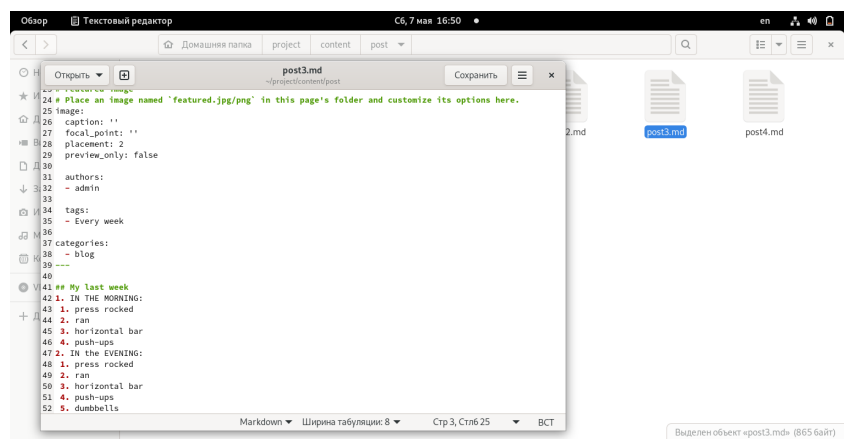 Обзор Текстовый редактор Сб, 7 мая 16:50 en
Домашняя папка project content post
Открыть post3.md Сохранить
~/project/content/post
24 # Place an image named `featured.jpg/png` in this page's folder and customize its options here.
25 image:
26   caption: ''
27   focal_point: ''
28   placement: 2
29   preview_only: false
30
31   authors:
32   - admin
33
34   tags:
35   - Every week
36
37 categories:
38   - blog
39 ---
40
41 ## My last week
42 1. IN THE MORNING:
43  1. press rocked
44  2. ran
45  3. horizontal bar
46  4. push-ups
47 2. IN the EVENING:
48  1. press rocked
49  2. ran
50  3. horizontal bar
51  4. push-ups
52  5. dumbbells
Markdown Ширина табуляции: 8 Стр 3, Стлб 25 ВСТ
2.md post3.md post4.md
Выделен объект «post3.md» (865 байт)